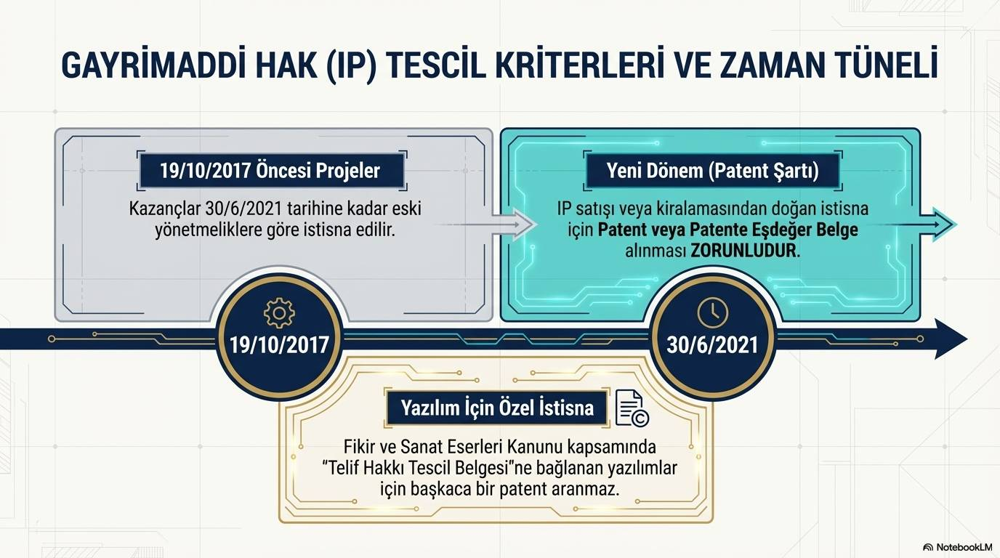 GAYRİMADDİ HAK (IP) TESCİL KRİTERLERİ VE ZAMAN TÜNELİ
19/10/2017 Öncesi Projeler
Kazançlar 30/6/2021 tarihine kadar eski
yönetmeliklere göre istisna edilir.
Yeni Dönem (Patent Şartı)
IP satışı veya kiralamasından doğan istisna
için Patent veya Patente Eşdeğer Belge
alınması ZORUNLUDUR.
19/10/2017
30/6/2021
Yazılım İçin Özel İstisna
Fikir ve Sanat Eserleri Kanunu kapsamında
"Telif Hakkı Tescil Belgesi"ne bağlanan yazılımlar
için başkaca bir patent aranmaz.
NotebookLM